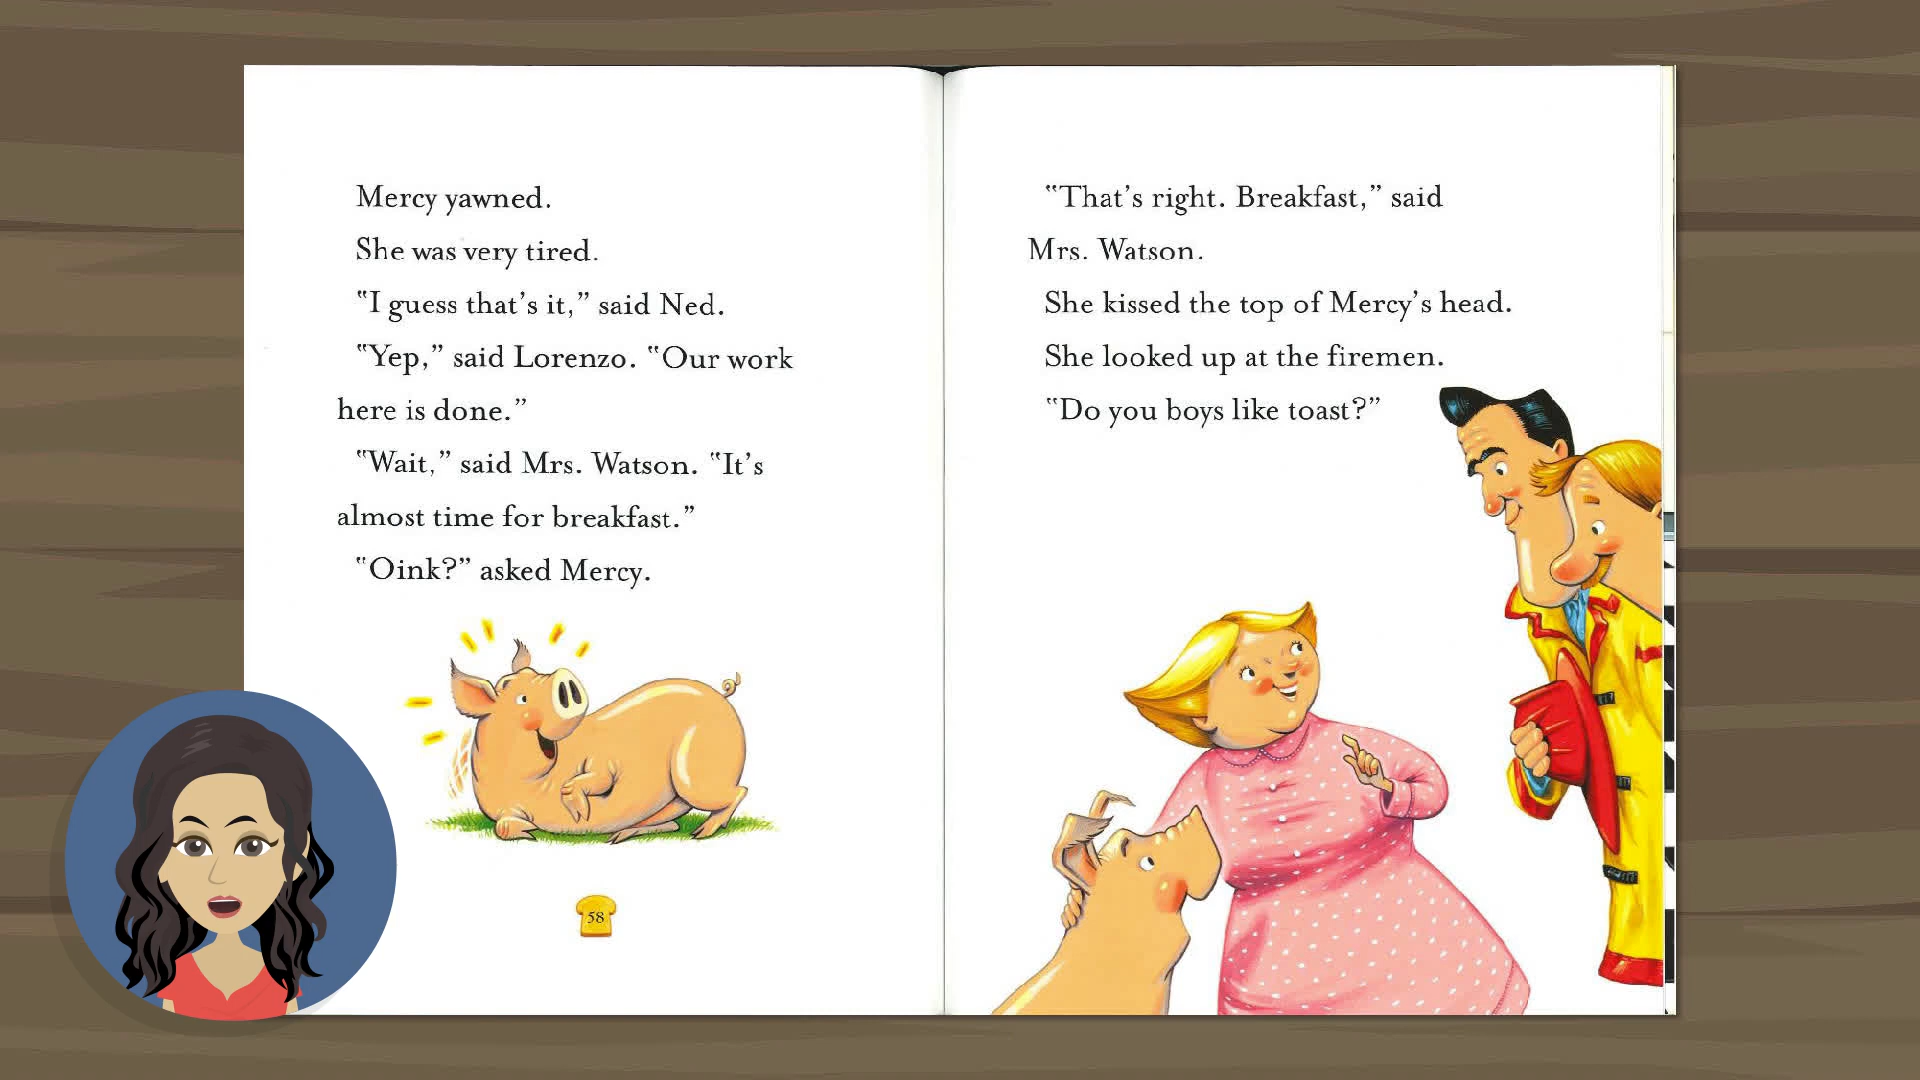 Mercy yawned.
She was very tired.
“I guess that’s it,” said Ned.
“Yep,” said Lorenzo. “Our work
here is done.”
“Wait,” said Mrs. Watson. “It’s
almost time for breakfast.”
“Oink?” asked Mercy.
58
“That’s right. Breakfast,” said
Mrs. Watson.
She kissed the top of Mercy’s head.
She looked up at the firemen.
“Do you boys like toast?”